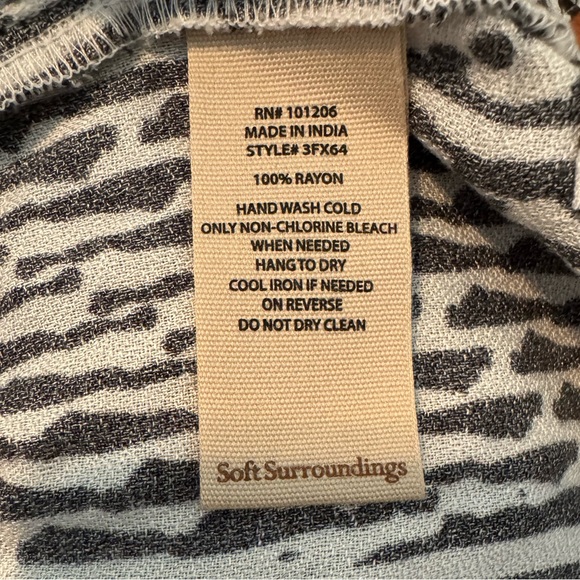 RN# 101206
MADE IN INDIA
STYLE# 3FX64
100% RAYON
HAND WASH COLD
ONLY NON-CHLORINE BLEACH
WHEN NEEDED
HANG TO DRY
COOL IRON IF NEEDED
ON REVERSE
DO NOT DRY CLEAN
Soft Surroundings